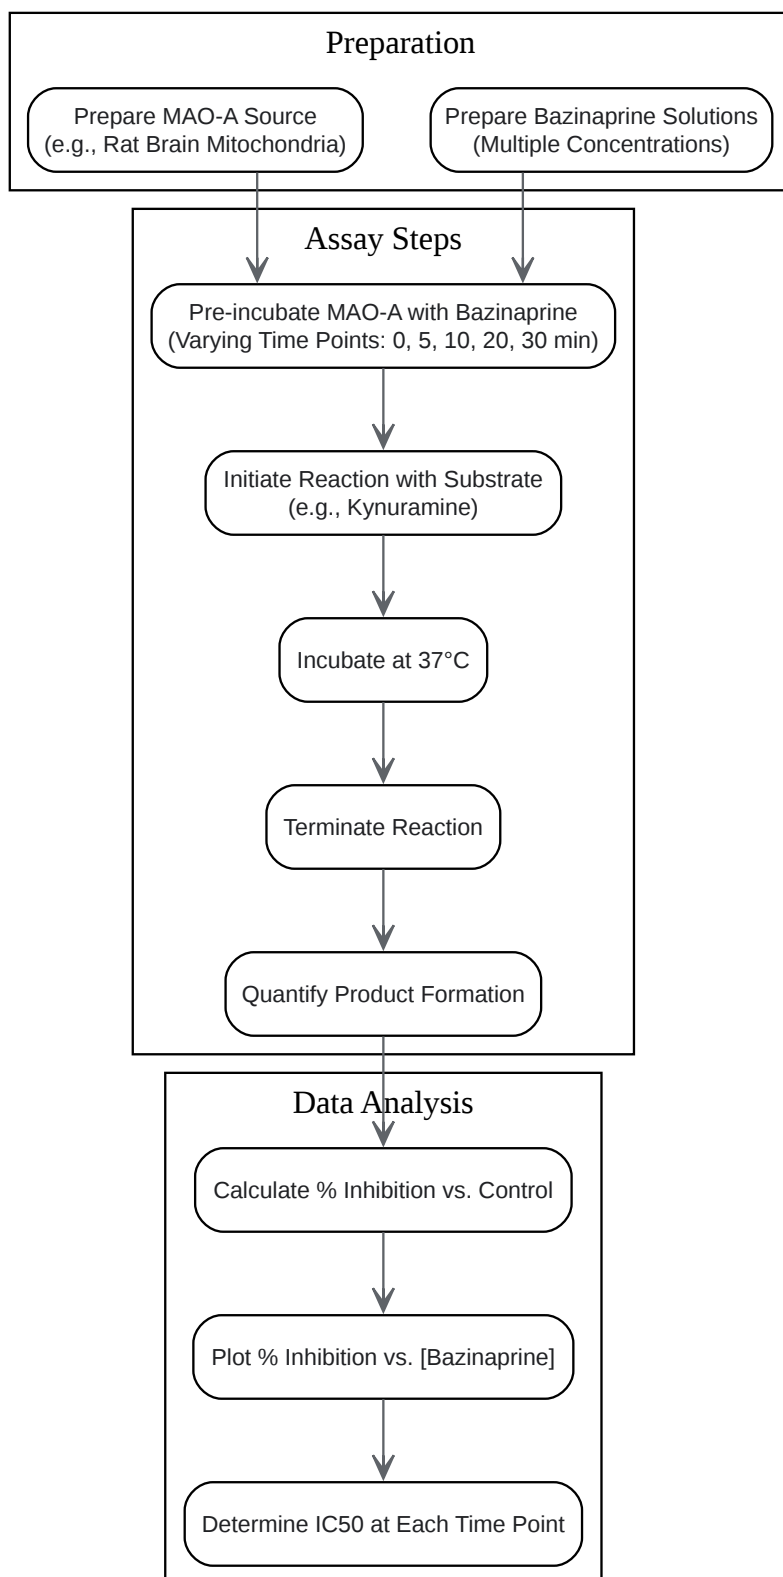 Preparation
Prepare MAO-A Source
(e.g., Rat Brain Mitochondria)
Prepare Bazinaprine Solutions
(Multiple Concentrations)
Assay Steps
Pre-incubate MAO-A with Bazinaprine
(Varying Time Points: 0, 5, 10, 20, 30 min)
Initiate Reaction with Substrate
(e.g., Kynuramine)
Incubate at 37°C
Terminate Reaction
Quantify Product Formation
Data Analysis
Calculate % Inhibition vs. Control
Plot % Inhibition vs. [Bazinaprine]
Determine IC50 at Each Time Point